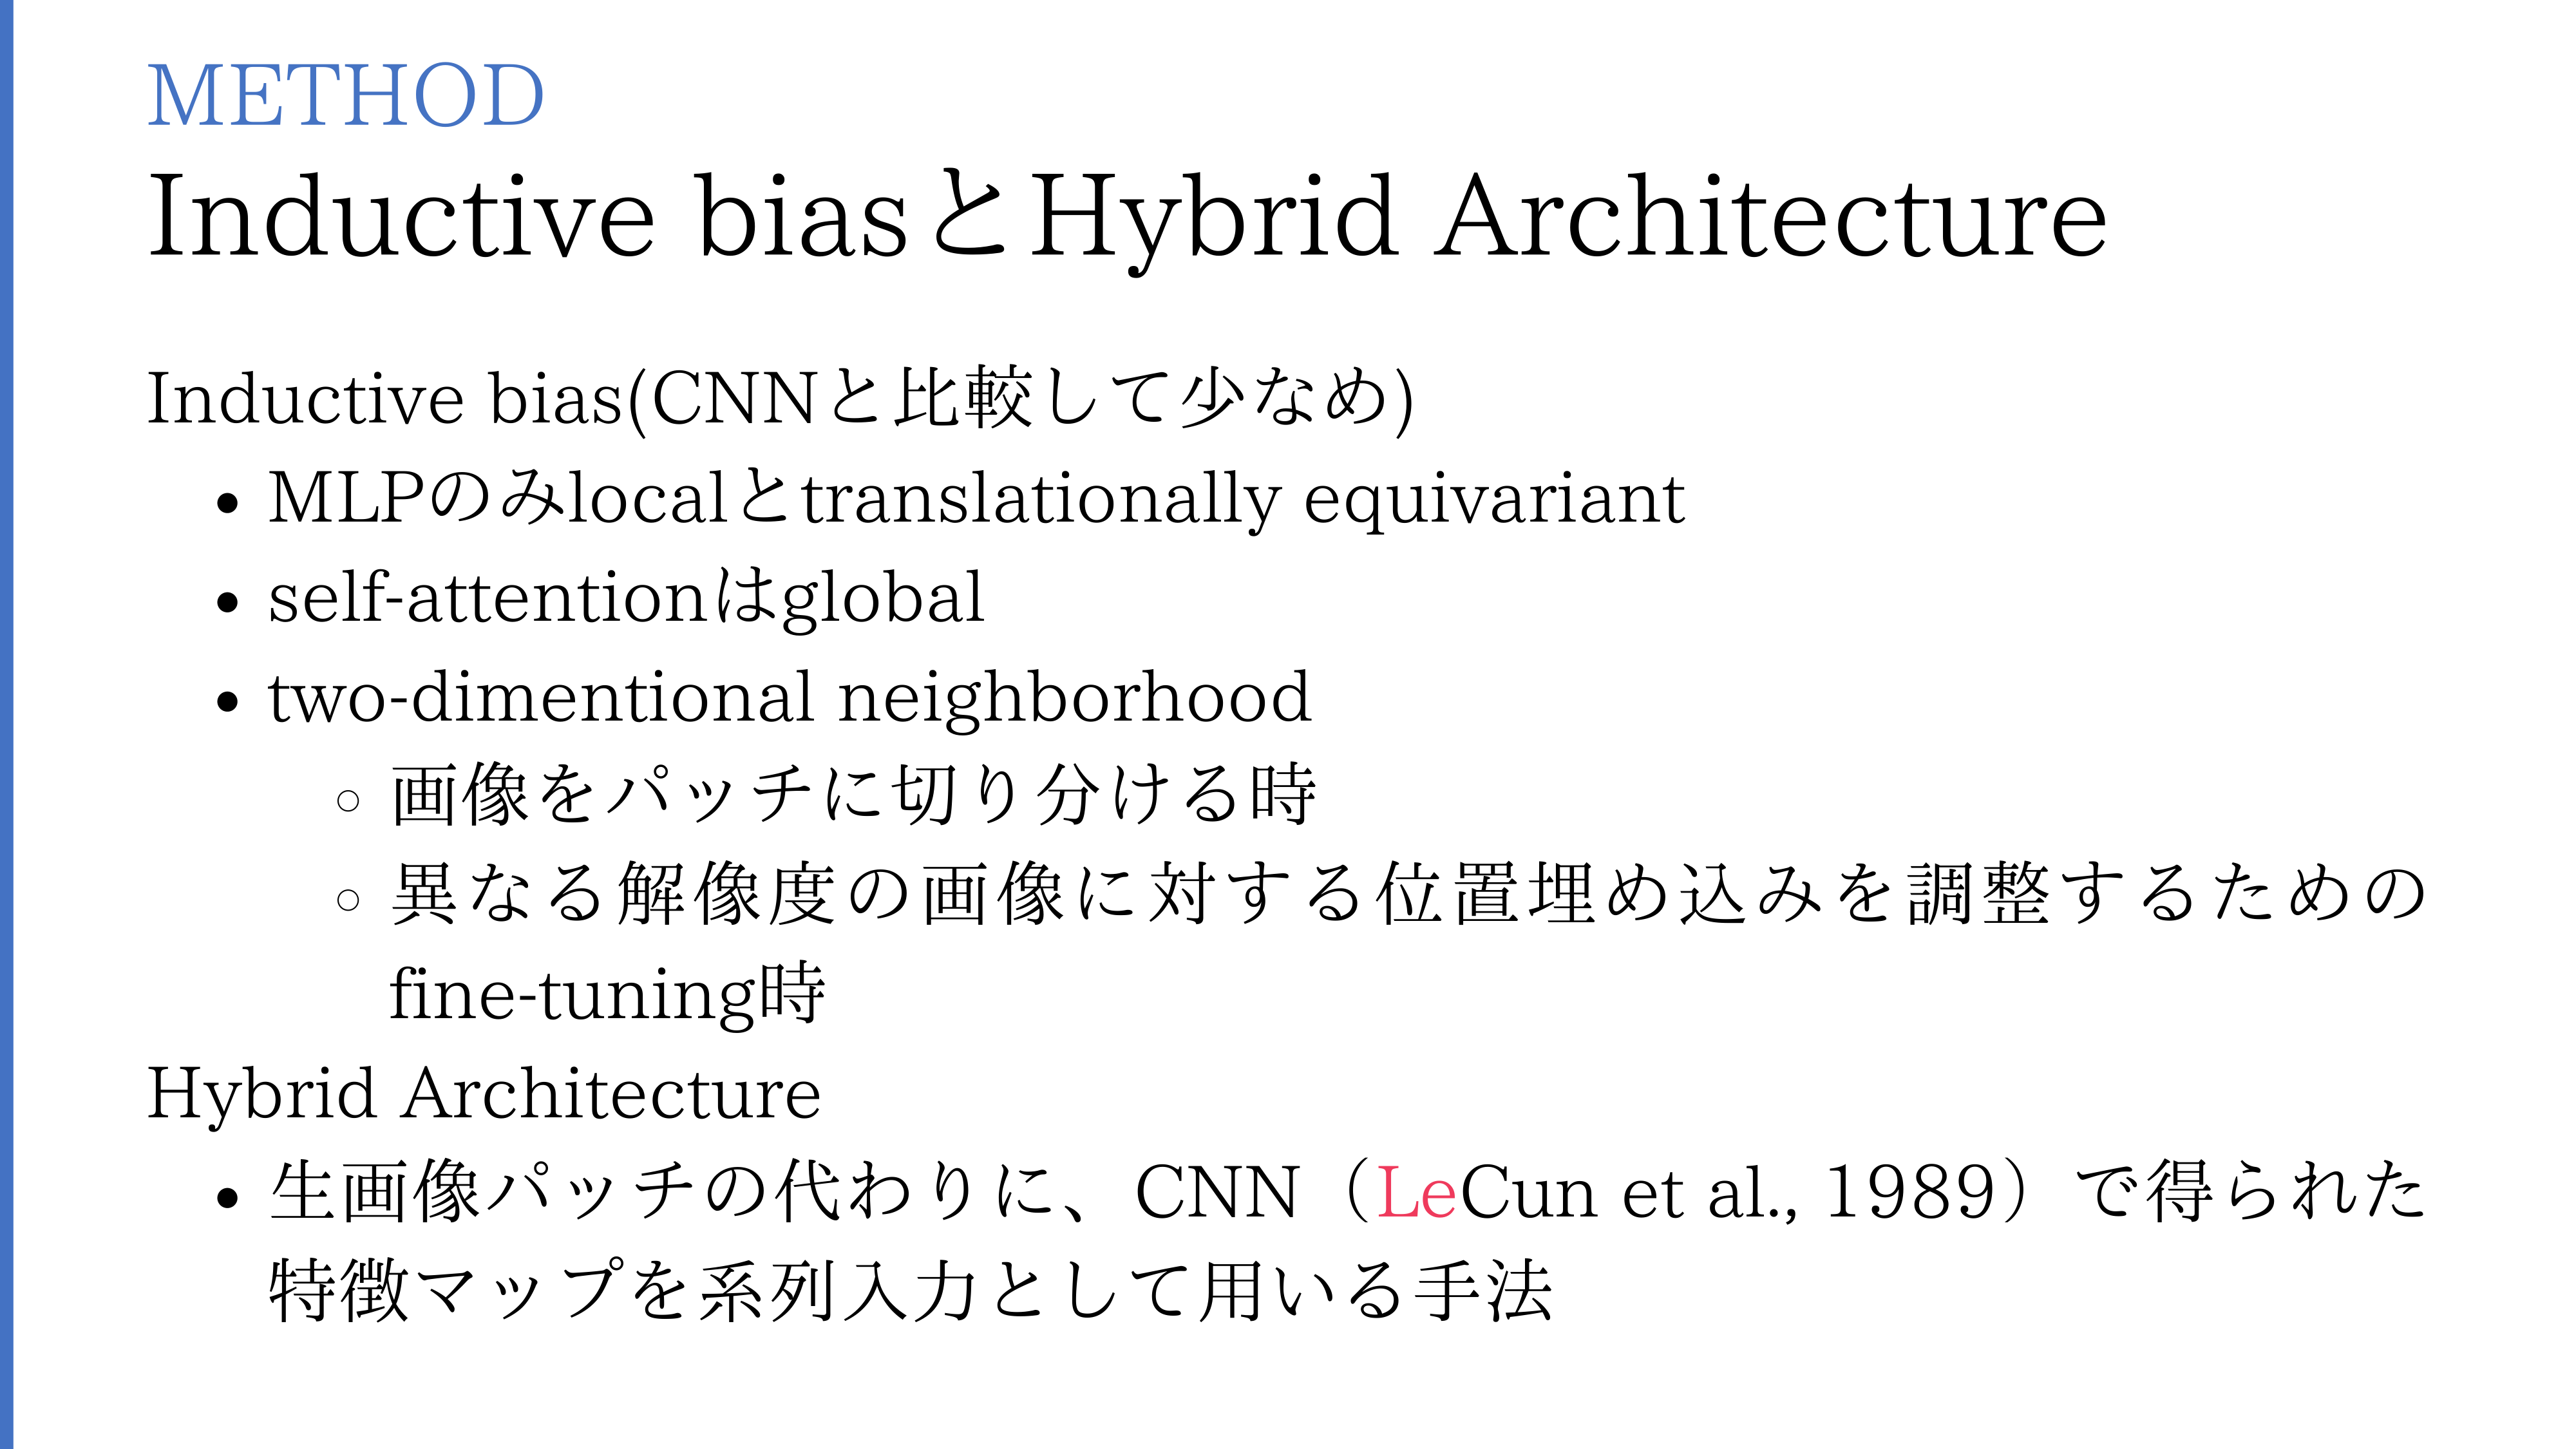 METHOD
Inductive biasとHybrid Architecture
Inductive bias(CNNと比較して少なめ)
• MLPのみlocalとtranslationally equivariant
• self-attentionはglobal
• two-dimentional neighborhood
○ 画像をパッチに切り分ける時
○ 異なる解像度の画像に対する位置埋め込みを調整するための
fine-tuning時
Hybrid Architecture
• 生画像パッチの代わりに、CNN（LeCun et al., 1989）で得られた
特徴マップを系列入力として用いる手法